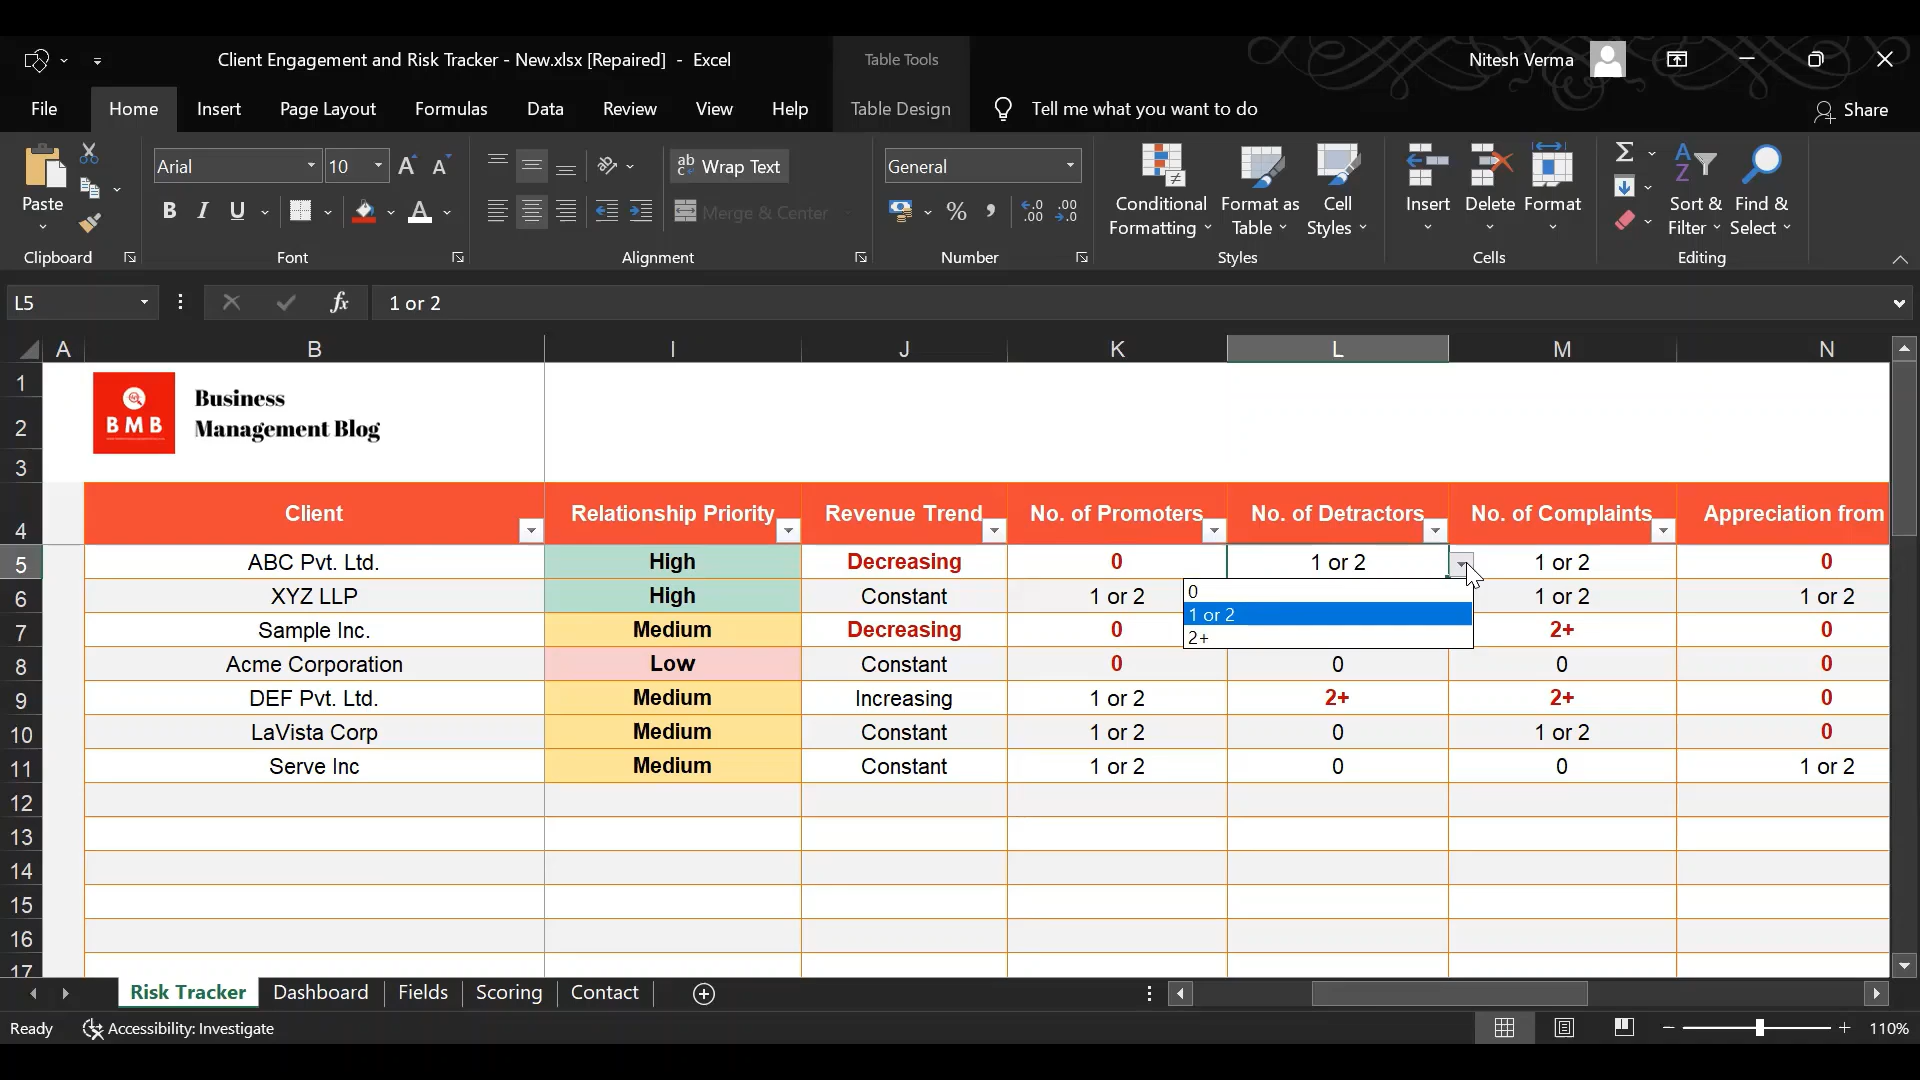 Client Engagement and Risk Tracker - New.xlsx [Repaired] - Excel
Table Tools
Nitesh Verma
File Home Insert Page Layout Formulas Data Review View Help Table Design Tell me what you want to do Share
Paste
Arial 10
ab Wrap Text
General
Merge & Center
Conditional Formatting
Format as Table
Cell Styles
Insert Delete Format
Sort & Filter
Find & Select
Clipboard Font Alignment Number Styles Cells Editing
L5 fx 1 or 2
A B I J K L M N
1
2
3
BMB
Business
Management Blog
4 Client Relationship Priority Revenue Trend No. of Promoters No. of Detractors No. of Complaints Appreciation from
5 ABC Pvt. Ltd. High Decreasing 0 1 or 2 1 or 2 0
6 XYZ LLP High Constant 1 or 2 1 or 2 1 or 2
7 Sample Inc. Medium Decreasing 0 2+ 0
0
1 or 2
2+
8 Acme Corporation Low Constant 0 0 0 0
9 DEF Pvt. Ltd. Medium Increasing 1 or 2 2+ 2+ 0
10 LaVista Corp Medium Constant 1 or 2 0 1 or 2 0
11 Serve Inc Medium Constant 1 or 2 0 0 1 or 2
12
13
14
15
16
17
Risk Tracker Dashboard Fields Scoring Contact
Ready Accessibility: Investigate 110%